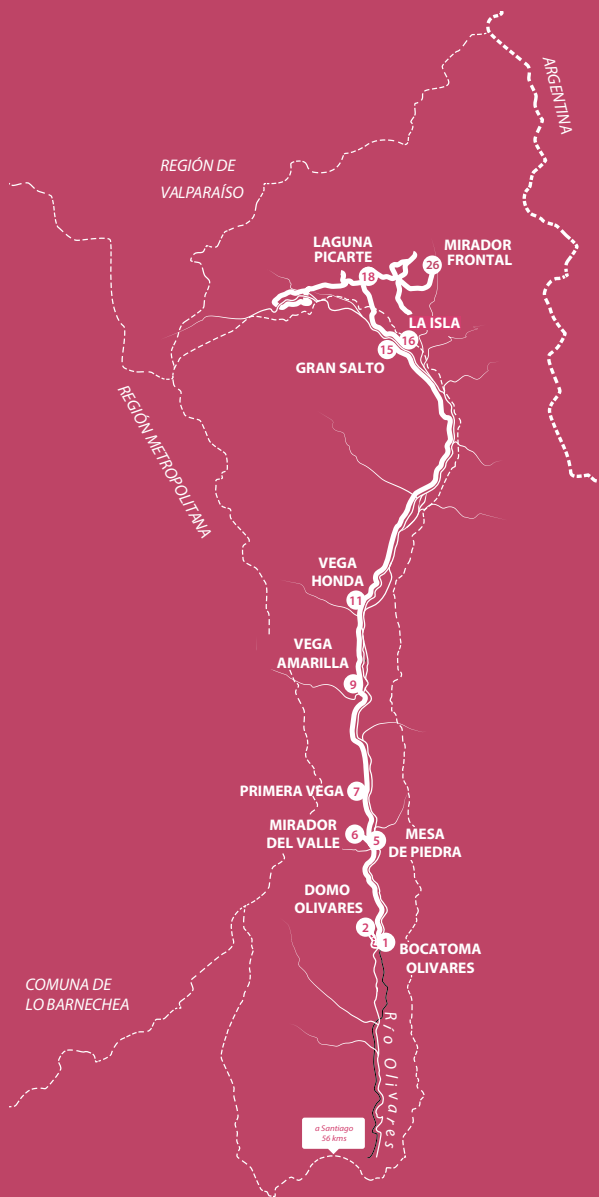 ARGENTINA
REGIÓN DE
VALPARAÍSO
LAGUNA
PICARTE
18
26
MIRADOR
FRONTAL
LA ISLA
16
15
GRAN SALTO
REGIÓN METROPOLITANA
VEGA
HONDA
11
VEGA
AMARILLA
9
PRIMERA VEGA
7
MIRADOR
DEL VALLE
6
5
MESA
DE PIEDRA
DOMO
OLIVARES
2
1
BOCATOMA
OLIVARES
COMUNA DE
LO BARNECHEA
Río Olivares
a Santiago
56 kms